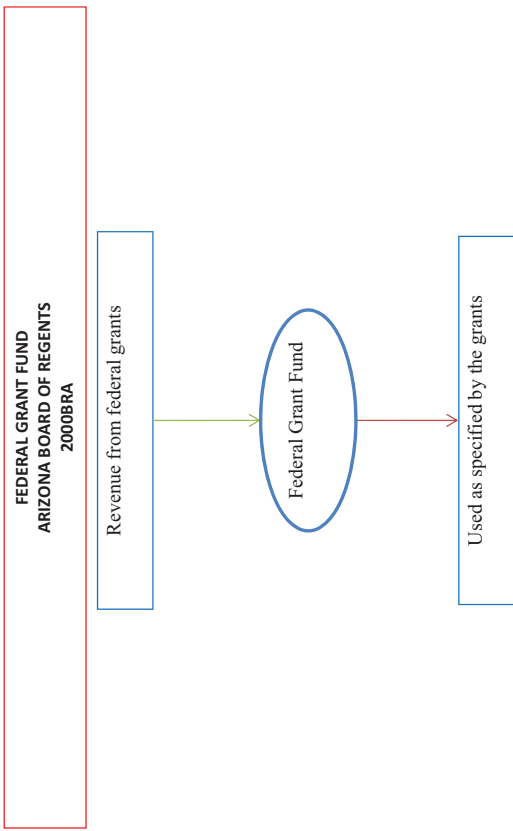 FEDERAL GRANT FUND
ARIZONA BOARD OF REGENTS
2000BRA
Revenue from federal grants
Federal Grant Fund
Used as specified by the grants